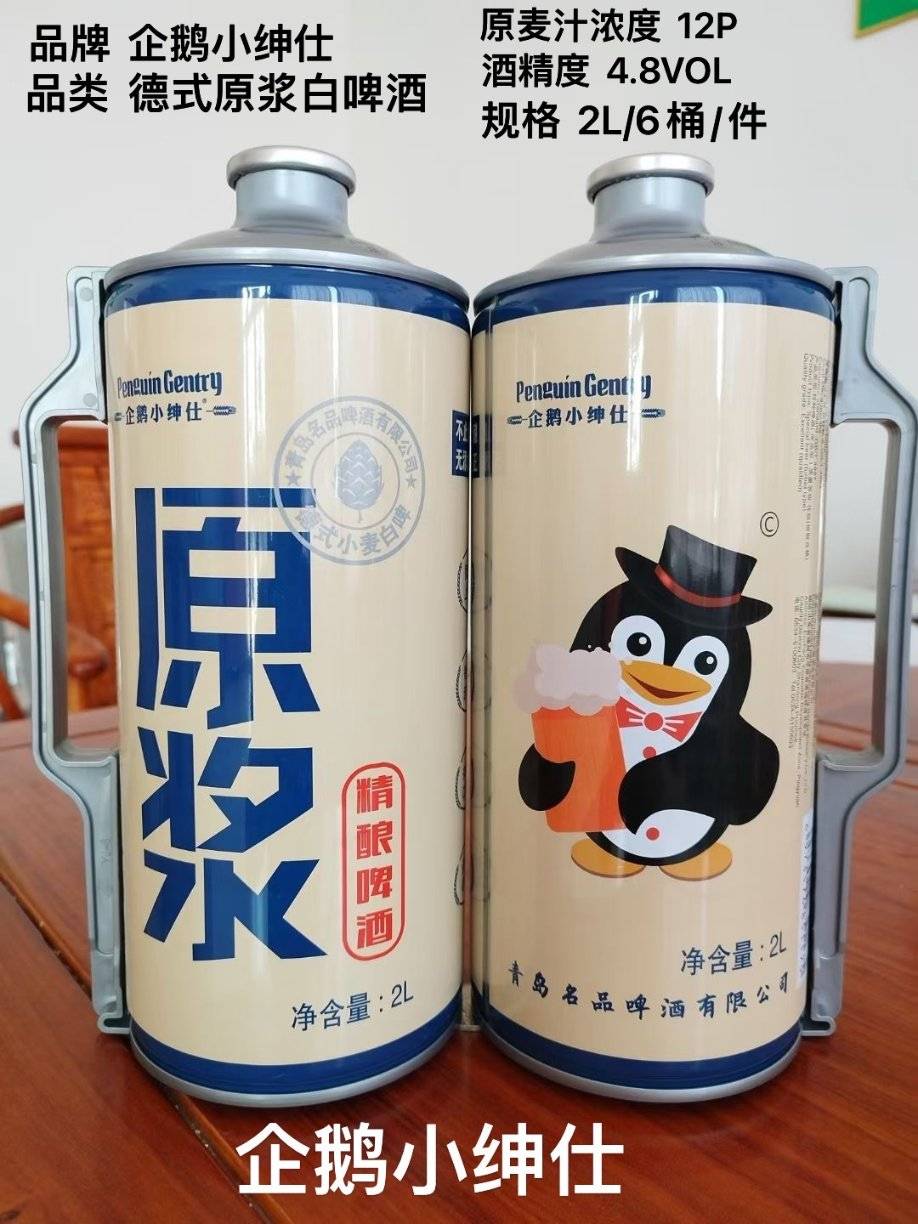 品牌 企鹅小绅仕
品类 德式原浆白啤酒
原麦汁浓度 12P
酒精度 4.8VOL
规格 2L/6桶/件
Penguin Gentry
企鹅小绅仕
青岛名品啤酒有限公司
德式小麦白啤
原浆
精酿啤酒
净含量:2L
Penguin Gentry
企鹅小绅仕
©
净含量:2L
青岛名品啤酒有限公司
企鹅小绅仕